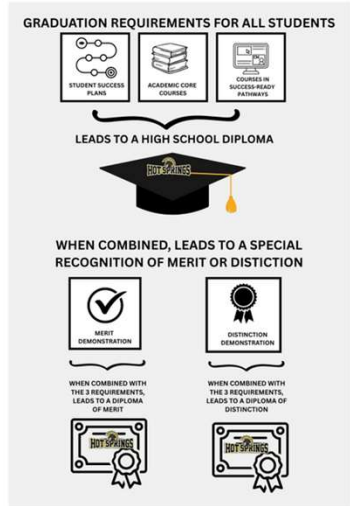 GRADUATION REQUIREMENTS FOR ALL STUDENTS
STUDENT SUCCESS
PLANS
ACADEMIC CORE
COURSES
COURSES IN
SUCCESS-READY
PATHWAYS
LEADS TO A HIGH SCHOOL DIPLOMA
HOT SPRINGS
WHEN COMBINED, LEADS TO A SPECIAL
RECOGNITION OF MERIT OR DISTICTION
MERIT
DEMONSTRATION
DISTINCTION
DEMONSTRATION
WHEN COMBINED WITH
THE 3 REQUIREMENTS,
LEADS TO A DIPLOMA
OF MERIT
WHEN COMBINED WITH
THE 3 REQUIREMENTS,
LEADS TO A DIPLOMA OF
DISTINCTION
HOT SPRINGS
HOT SPRINGS